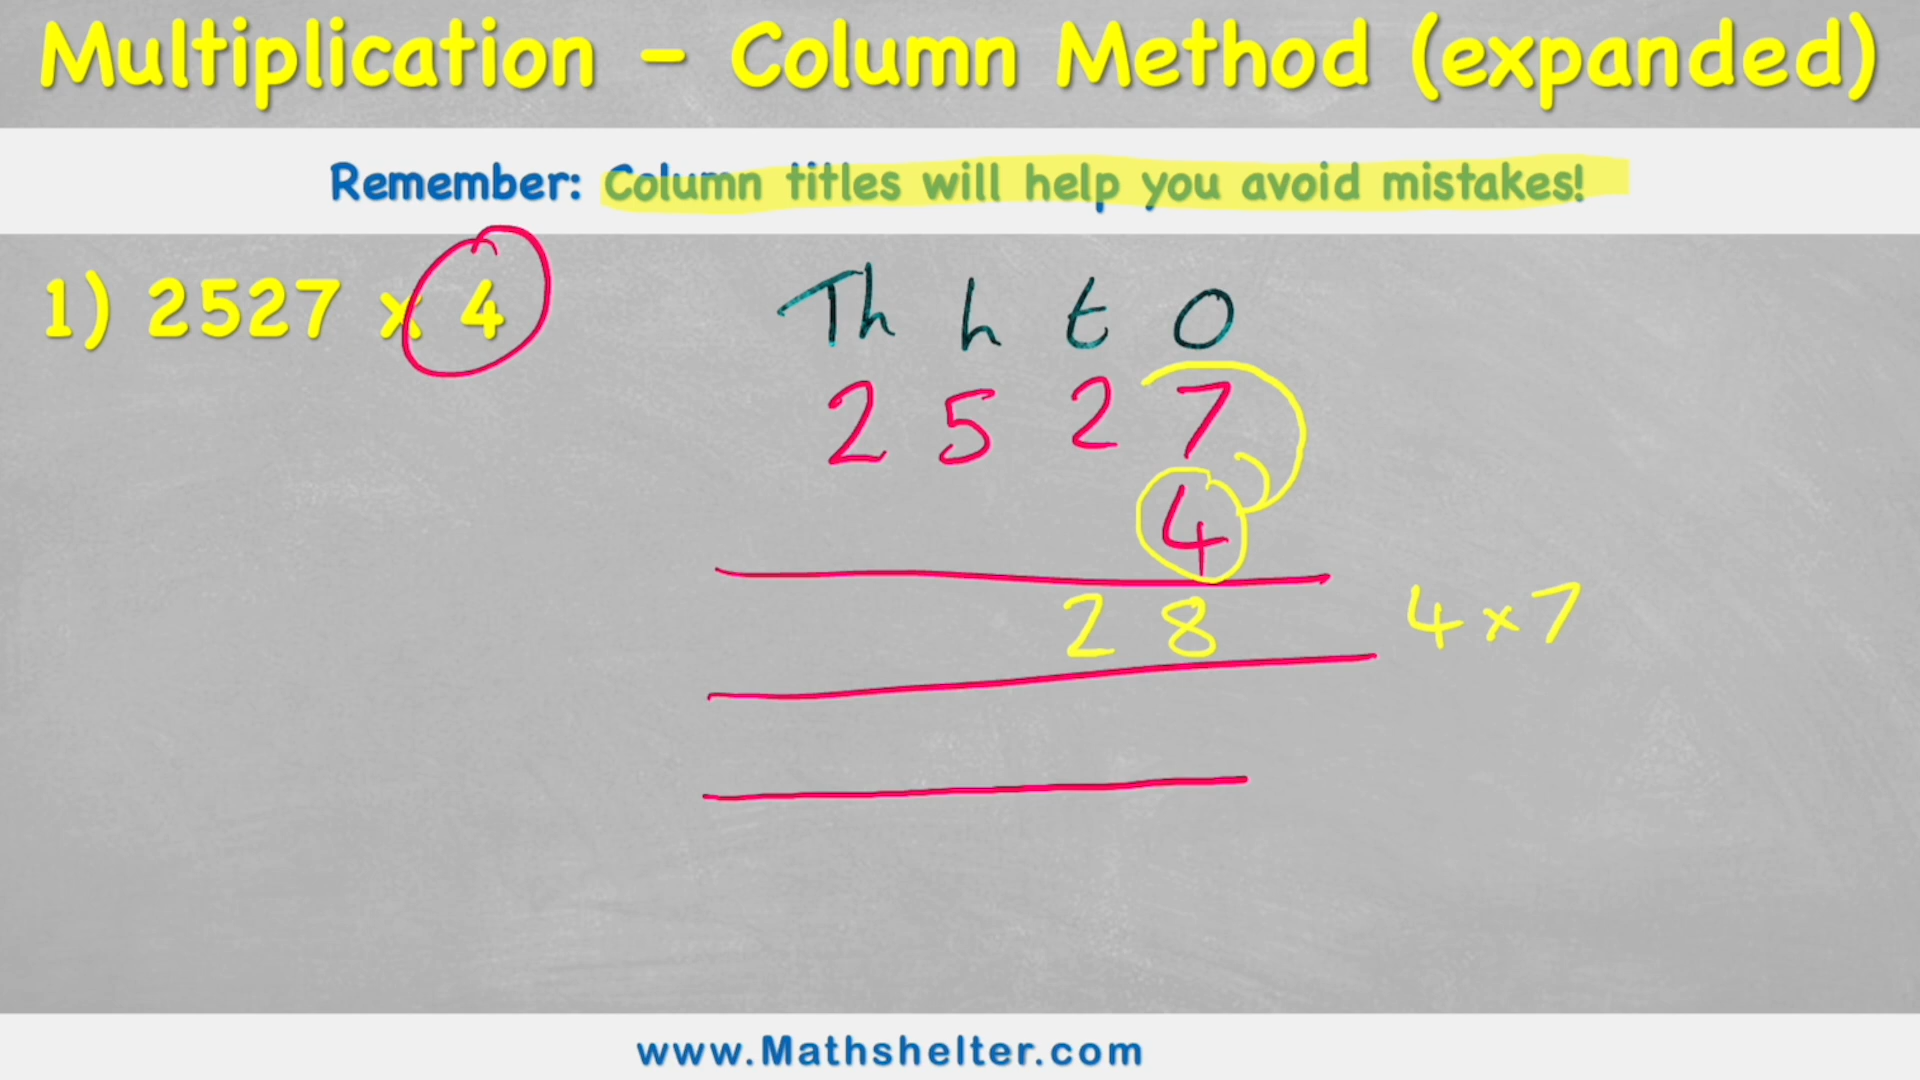 Multiplication - Column Method (expanded)
Remember: Column titles will help you avoid mistakes!
1) 2527 x 4
Th h t O
2 5 2 7
4
2 8 4 x 7
www.Mathshelter.com